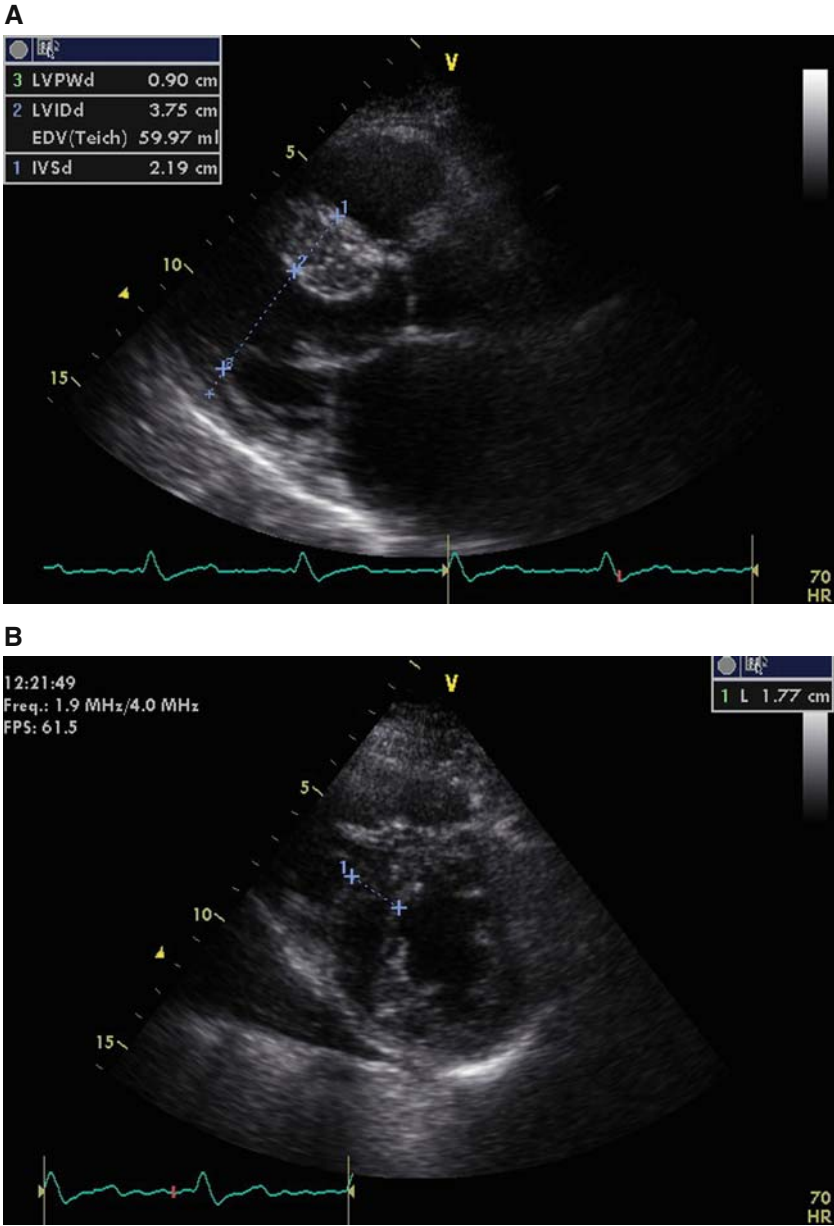 A
V
3 LVPWd 0.90 cm
2 LVIDd 3.75 cm
EDV(Teich) 59.97 ml
1 IVSd 2.19 cm
5
1
2
10
3
15
70
HR
B
12:21:49
Freq.: 1.9 MHz/4.0 MHz
FPS: 61.5
V
1 L 1.77 cm
5
1
10
15
70
HR